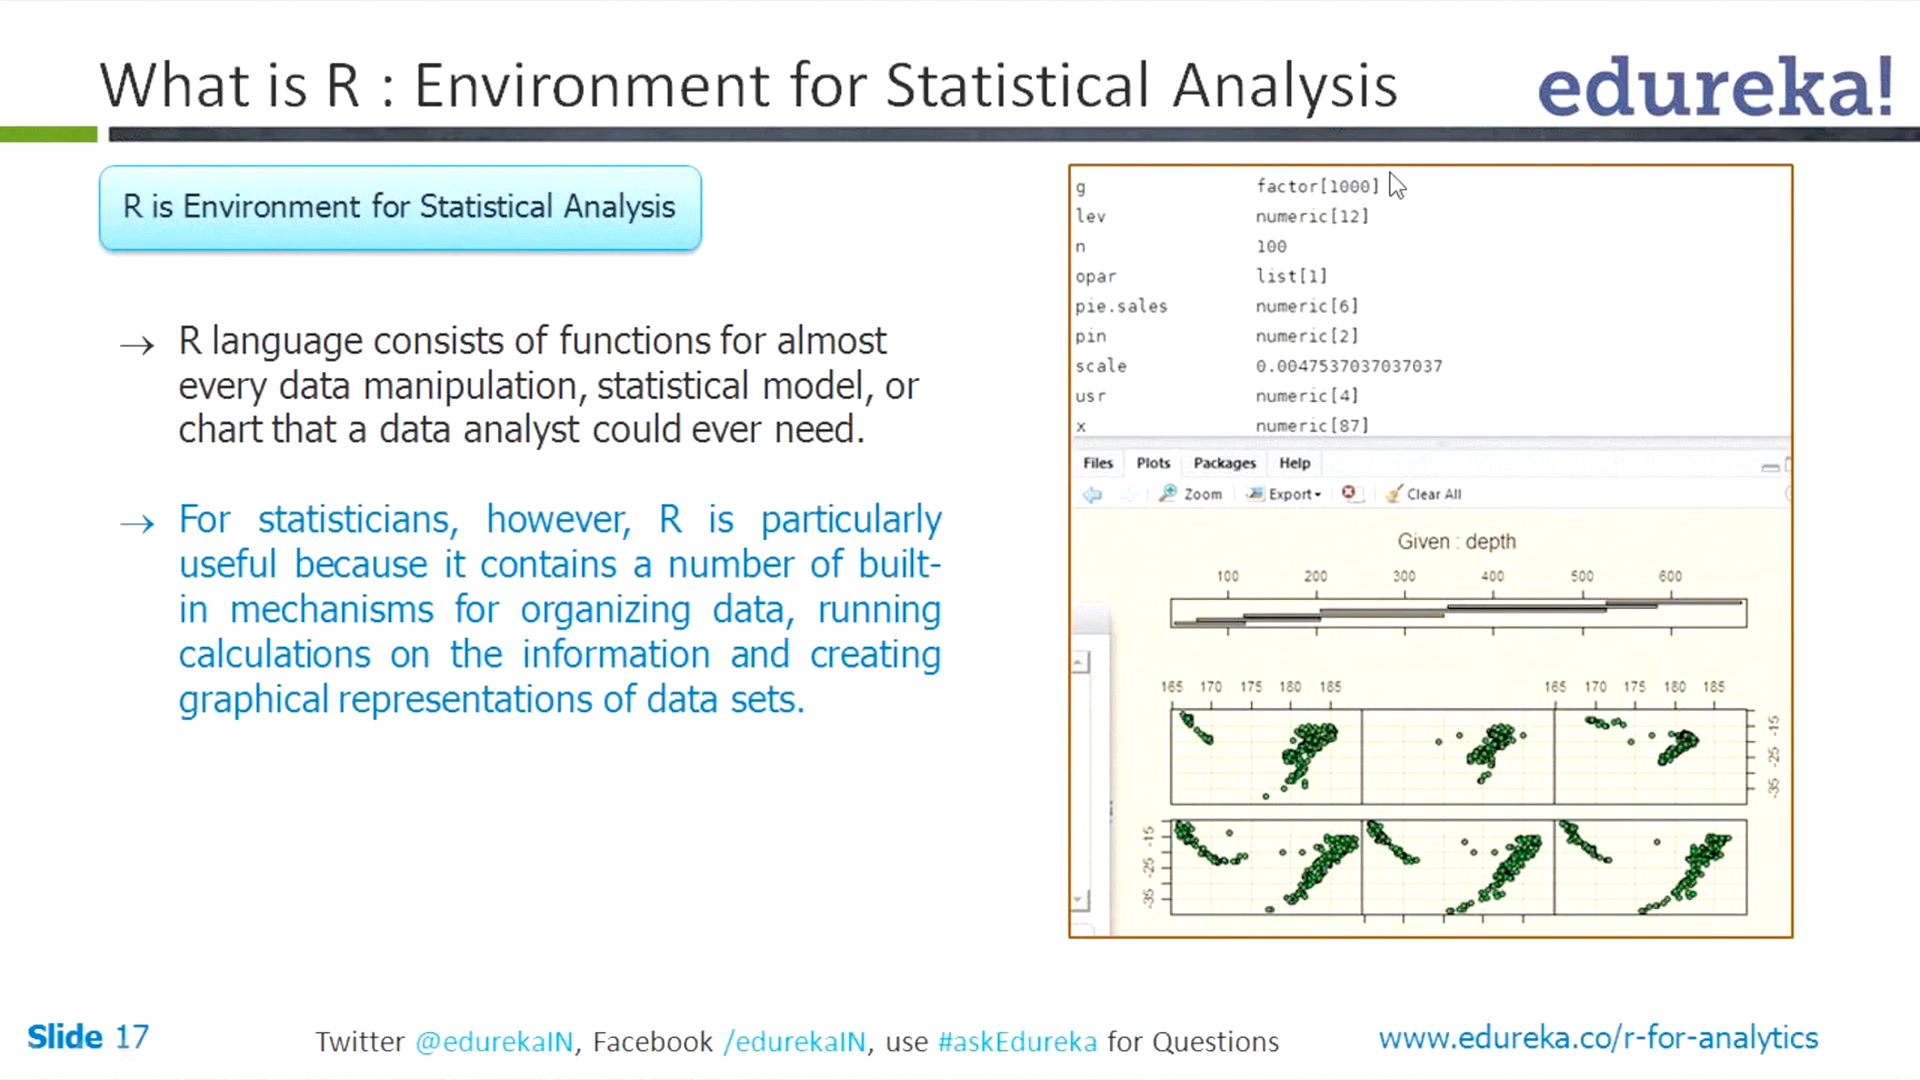 What is R : Environment for Statistical Analysis
edureka!
R is Environment for Statistical Analysis
→ R language consists of functions for almost
every data manipulation, statistical model, or
chart that a data analyst could ever need.
→ For statisticians, however, R is particularly
useful because it contains a number of built-
in mechanisms for organizing data, running
calculations on the information and creating
graphical representations of data sets.
g factor[1000]
lev numeric[12]
n 100
opar list[1]
pie.sales numeric[6]
pin numeric[2]
scale 0.0047537037037037
usr numeric[4]
x numeric[87]
Files Plots Packages Help
Zoom Export Clear All
Given : depth
100 200 300 400 500 600
165 170 175 180 185 165 170 175 180 185
-15 -25 -35
-15 -25 -35
Slide 17
Twitter @edurekaIN, Facebook /edurekaIN, use #askEdureka for Questions
www.edureka.co/r-for-analytics